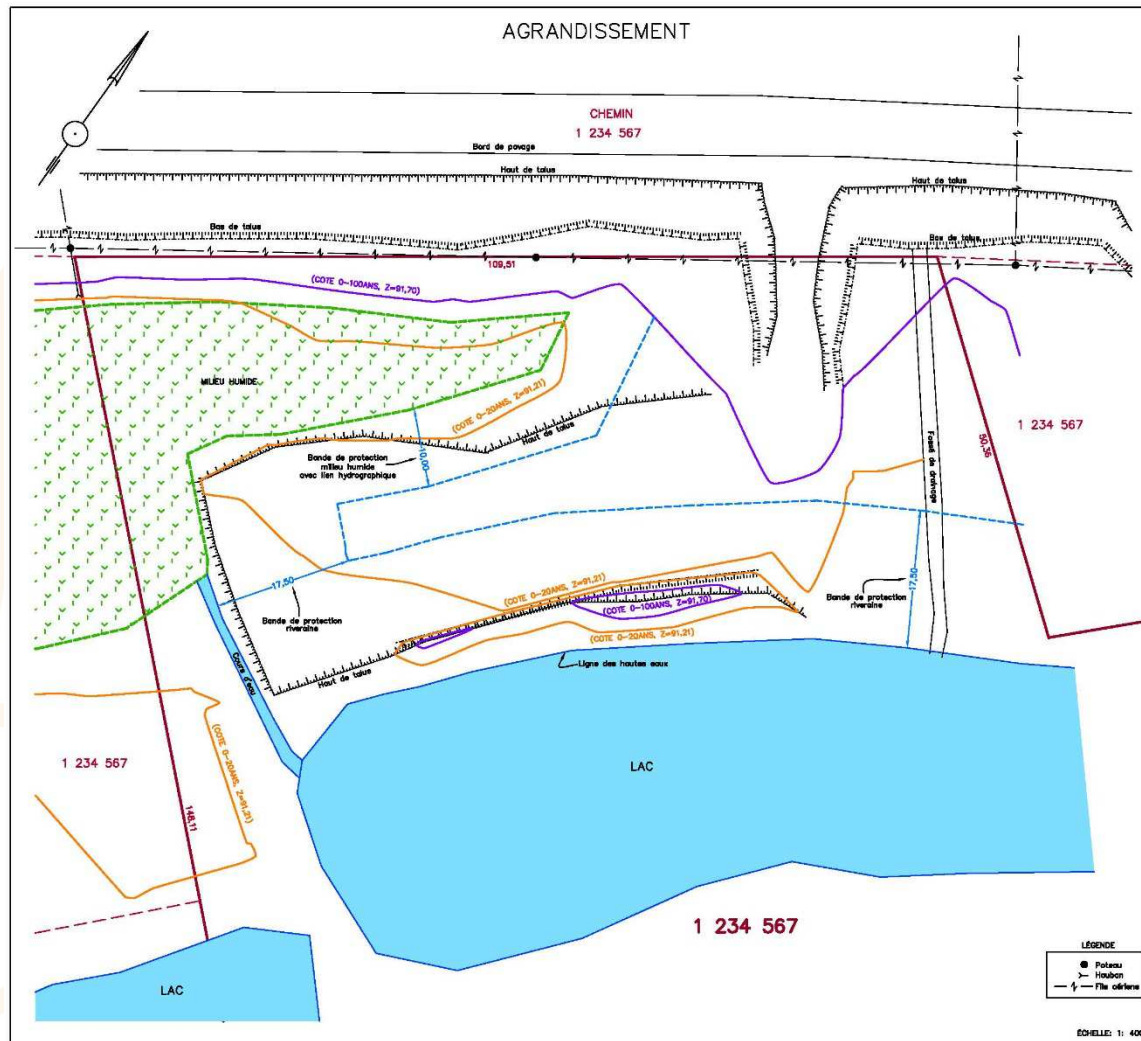 AGRANDISSEMENT
CHEMIN
1 234 567
Bord de pavage
Haut de talus
Haut de talus
Bas de talus
Bas de talus
109,51
(COTE 0-100ANS, Z=91,70)
MILIEU HUMIDE
(COTE 0-20ANS, Z=91,21)
Haut de talus
10,00
Bande de protection
milieu humide
avec lien hydrographique
Fossé de drainage
50,36
1 234 567
17,50
Bande de protection
riveraine
(COTE 0-20ANS, Z=91,21)
(COTE 0-100ANS, Z=91,70)
(COTE 0-20ANS, Z=91,21)
17,50
Bande de protection
riveraine
Cours d'eau
Haut de talus
Ligne des hautes eaux
(COTE 0-20ANS, Z=91,21)
1 234 567
LAC
148,11
1 234 567
LAC
LÉGENDE
Poteau
Hauban
File aérienne
ÉCHELLE: 1: 400